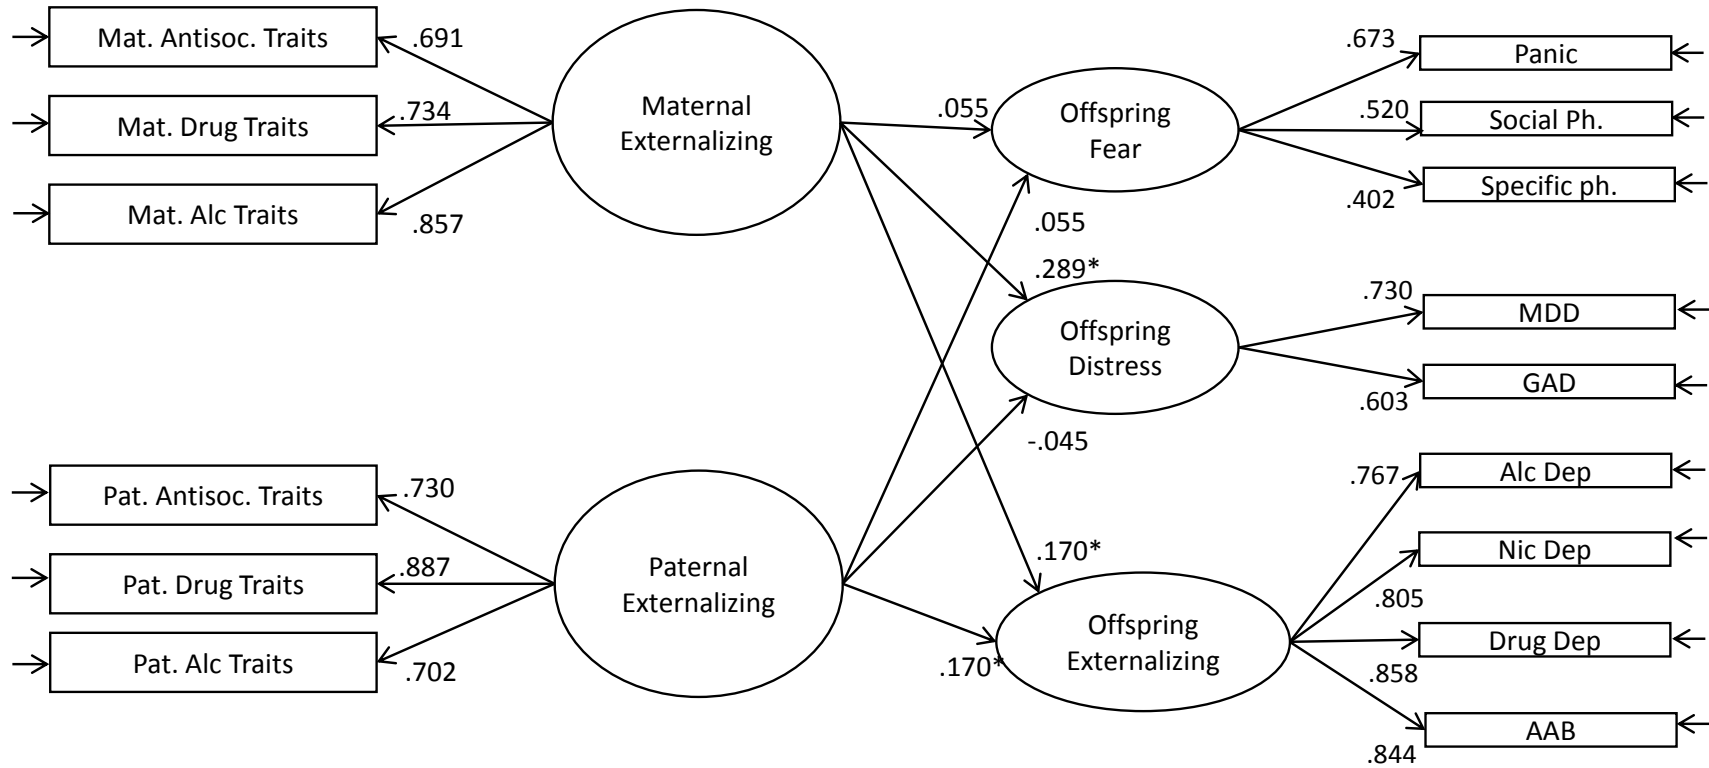 Mat. Antisoc. Traits
.691
Mat. Drug Traits
.734
Mat. Alc Traits
.857
Maternal
Externalizing
Pat. Antisoc. Traits
.730
Pat. Drug Traits
.887
Pat. Alc Traits
.702
Paternal
Externalizing
.055
.055
Offspring
Fear
.289*
-.045
Offspring
Distress
.170*
.170*
Offspring
Externalizing
.673
Panic
.520
Social Ph.
.402
Specific ph.
.730
MDD
.603
GAD
.767
Alc Dep
.805
Nic Dep
.858
Drug Dep
.844
AAB